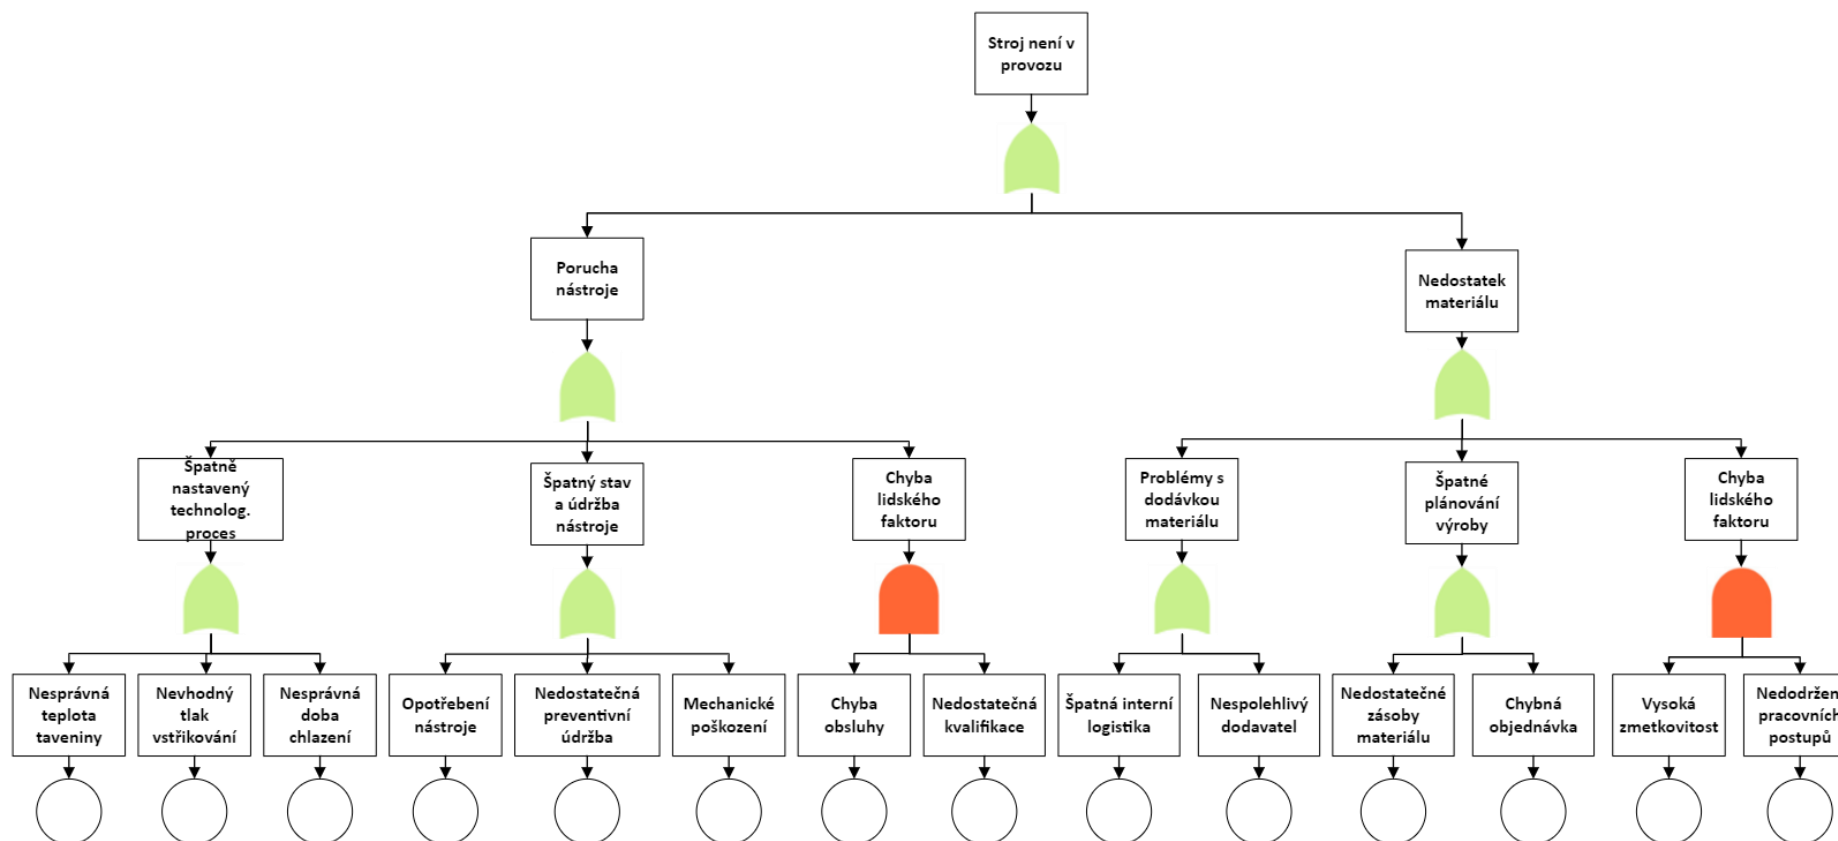 Stroj není v
provozu
Porucha
nástroje
Nedostatek
materiálu
Špatně
nastavený
technolog.
proces
Špatný stav
a údržba
nástroje
Chyba
lidského
faktoru
Problémy s
dodávkou
materiálu
Špatné
plánování
výroby
Chyba
lidského
faktoru
Nesprávná
teplota
taveniny
Nevhodný
tlak
vstřikování
Nesprávná
doba
chlazení
Opotřebení
nástroje
Nedostatečná
preventivní
údržba
Mechanické
poškození
Chyba
obsluhy
Nedostatečná
kvalifikace
Špatná interní
logistika
Nespolehlivý
dodavatel
Nedostatečné
zásoby
materiálu
Chybná
objednávka
Vysoká
zmetkovitost
Nedodržen
pracovních
postupů